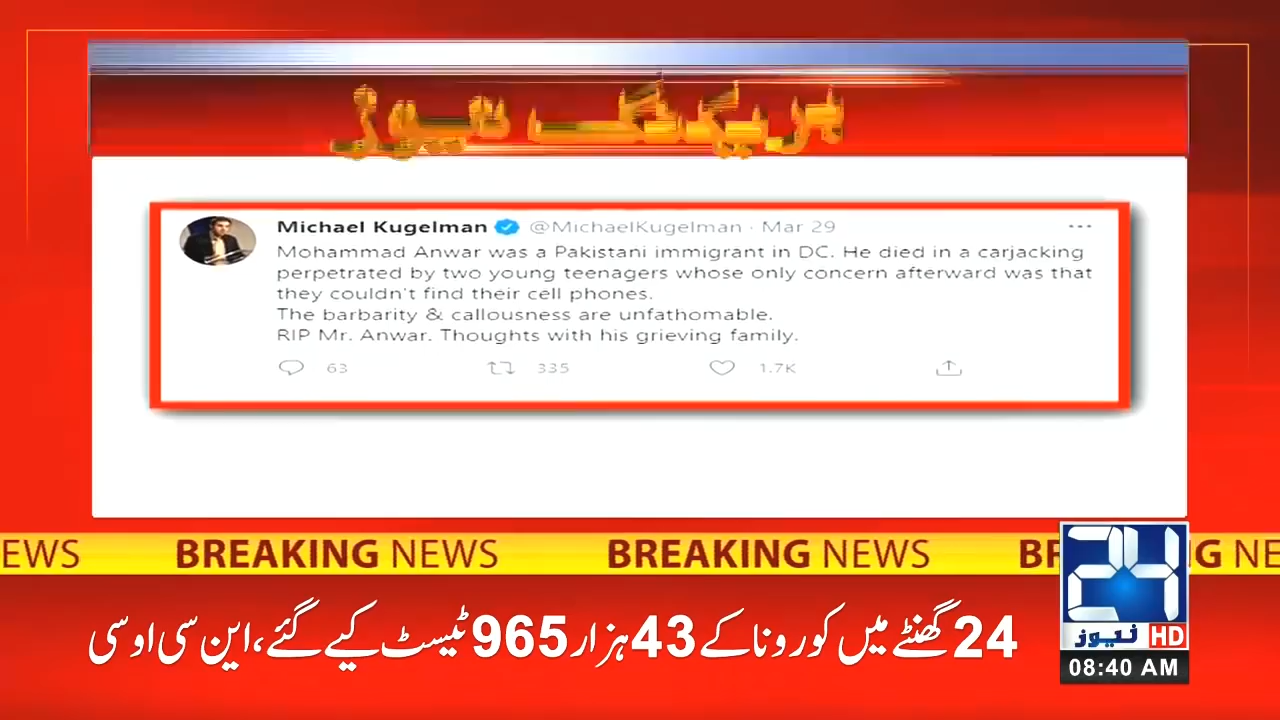 بریکنگ نیوز
Michael Kugelman @MichaelKugelman · Mar 29
Mohammad Anwar was a Pakistani immigrant in DC. He died in a carjacking
perpetrated by two young teenagers whose only concern afterward was that
they couldn't find their cell phones.
The barbarity & callousness are unfathomable.
RIP Mr. Anwar. Thoughts with his grieving family.
63 335 1.7K
EWS BREAKING NEWS BREAKING NEWS BR G NE
24
نیوز HD
08:40 AM
24 گھنٹے میں کورونا کے 43 ہزار 965 ٹیسٹ کیے گئے، این سی او سی